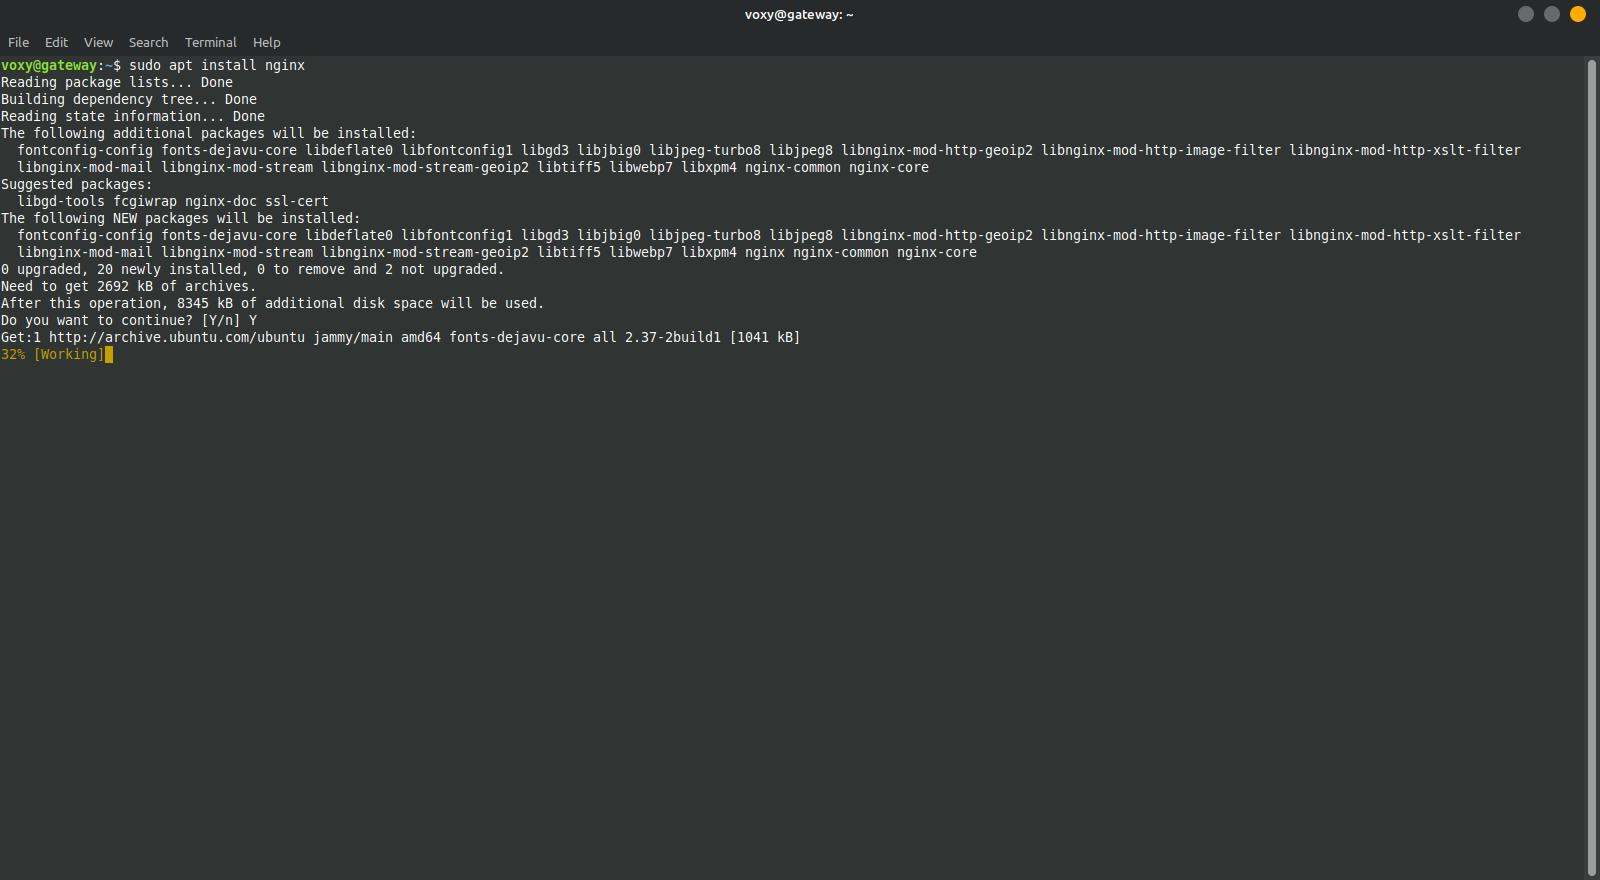 voxy@gateway: ~
File Edit View Search Terminal Help
voxy@gateway:~$ sudo apt install nginx
Reading package lists... Done
Building dependency tree... Done
Reading state information... Done
The following additional packages will be installed:
  fontconfig-config fonts-dejavu-core libdeflate0 libfontconfig1 libgd3 libjbig0 libjpeg-turbo8 libjpeg8 libnginx-mod-http-geoip2 libnginx-mod-http-image-filter libnginx-mod-http-xslt-filter
  libnginx-mod-mail libnginx-mod-stream libnginx-mod-stream-geoip2 libtiff5 libwebp7 libxpm4 nginx-common nginx-core
Suggested packages:
  libgd-tools fcgiwrap nginx-doc ssl-cert
The following NEW packages will be installed:
  fontconfig-config fonts-dejavu-core libdeflate0 libfontconfig1 libgd3 libjbig0 libjpeg-turbo8 libjpeg8 libnginx-mod-http-geoip2 libnginx-mod-http-image-filter libnginx-mod-http-xslt-filter
  libnginx-mod-mail libnginx-mod-stream libnginx-mod-stream-geoip2 libtiff5 libwebp7 libxpm4 nginx nginx-common nginx-core
0 upgraded, 20 newly installed, 0 to remove and 2 not upgraded.
Need to get 2692 kB of archives.
After this operation, 8345 kB of additional disk space will be used.
Do you want to continue? [Y/n] Y
Get:1 http://archive.ubuntu.com/ubuntu jammy/main amd64 fonts-dejavu-core all 2.37-2build1 [1041 kB]
32% [Working]